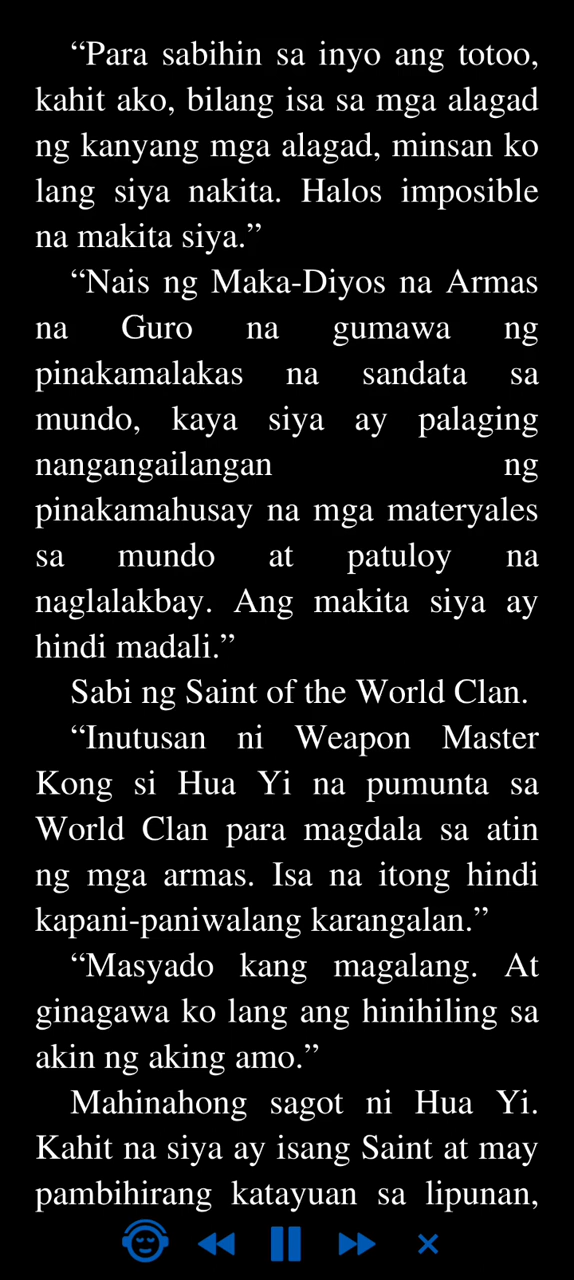 “Para sabihin sa inyo ang totoo,
kahit ako, bilang isa sa mga alagad
ng kanyang mga alagad, minsan ko
lang siya nakita. Halos imposible
na makita siya.”
“Nais ng Maka-Diyos na Armas
na Guro na gumawa ng
pinakamalakas na sandata sa
mundo, kaya siya ay palaging
nangangailangan ng
pinakamahusay na mga materyales
sa mundo at patuloy na
naglalakbay. Ang makita siya ay
hindi madali.”
Sabi ng Saint of the World Clan.
“Inutusan ni Weapon Master
Kong si Hua Yi na pumunta sa
World Clan para magdala sa atin
ng mga armas. Isa na itong hindi
kapani-paniwalang karangalan.”
“Masyado kang magalang. At
ginagawa ko lang ang hinihiling sa
akin ng aking amo.”
Mahinahong sagot ni Hua Yi.
Kahit na siya ay isang Saint at may
pambihirang katayuan sa lipunan,